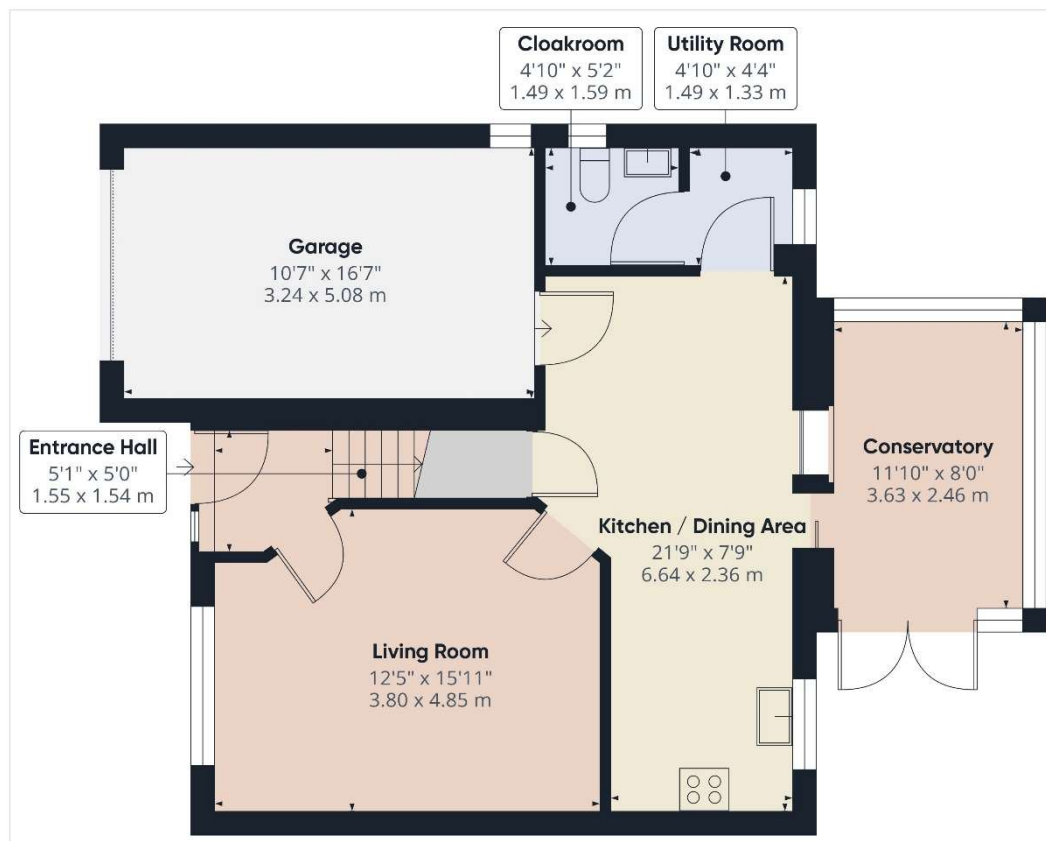 Cloakroom
4'10" x 5'2"
1.49 x 1.59 m
Utility Room
4'10" x 4'4"
1.49 x 1.33 m
Garage
10'7" x 16'7"
3.24 x 5.08 m
Entrance Hall
5'1" x 5'0"
1.55 x 1.54 m
Conservatory
11'10" x 8'0"
3.63 x 2.46 m
Kitchen / Dining Area
21'9" x 7'9"
6.64 x 2.36 m
Living Room
12'5" x 15'11"
3.80 x 4.85 m